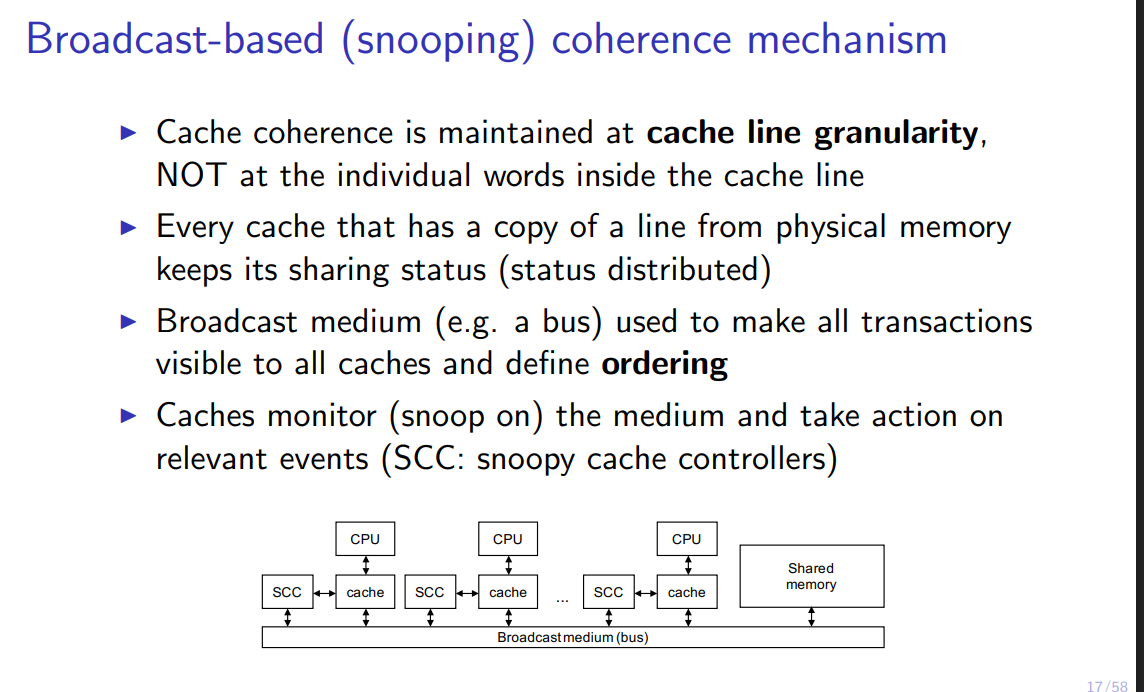 Broadcast-based (snooping) coherence mechanism
▶ Cache coherence is maintained at cache line granularity,
NOT at the individual words inside the cache line
▶ Every cache that has a copy of a line from physical memory
keeps its sharing status (status distributed)
▶ Broadcast medium (e.g. a bus) used to make all transactions
visible to all caches and define ordering
▶ Caches monitor (snoop on) the medium and take action on
relevant events (SCC: snoopy cache controllers)
CPU CPU CPU
Shared
memory
SCC cache SCC cache ... SCC cache
Broadcast medium (bus)
17/58